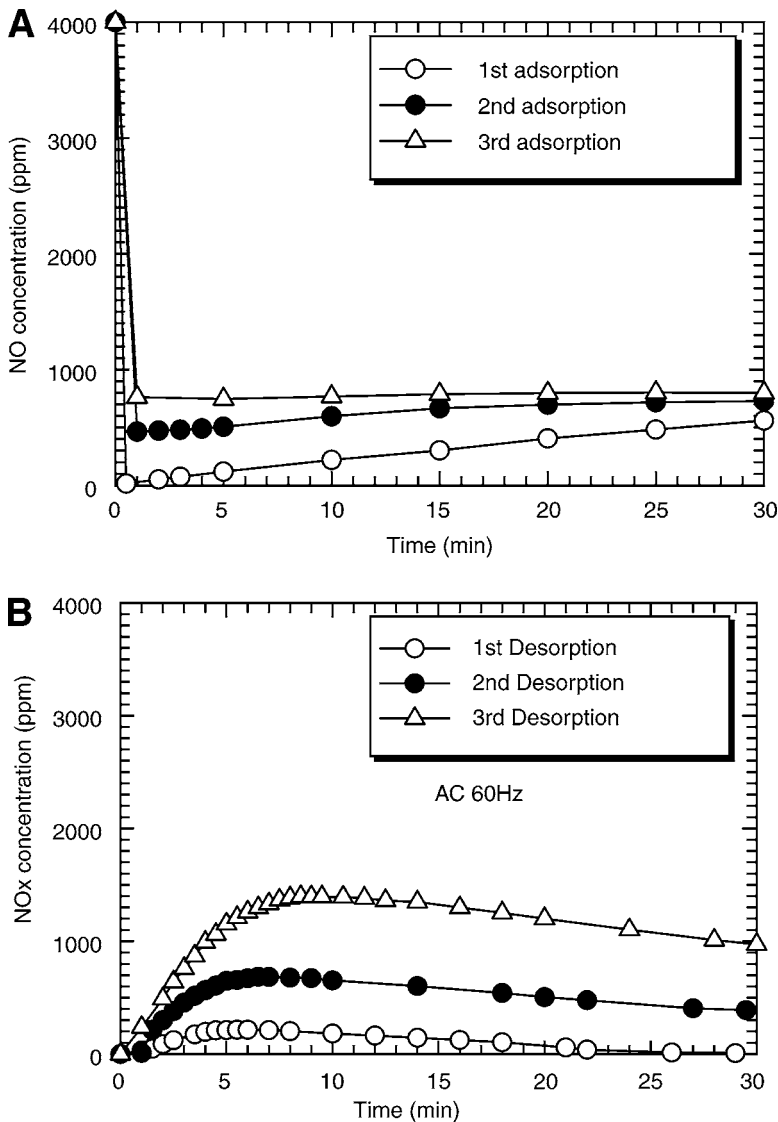 A
NO concentration (ppm)
4000
3000
2000
1000
0
1st adsorption
2nd adsorption
3rd adsorption
0 5 10 15 20 25 30
Time (min)
B
NOx concentration (ppm)
4000
3000
2000
1000
0
1st Desorption
2nd Desorption
3rd Desorption
AC 60Hz
0 5 10 15 20 25 30
Time (min)